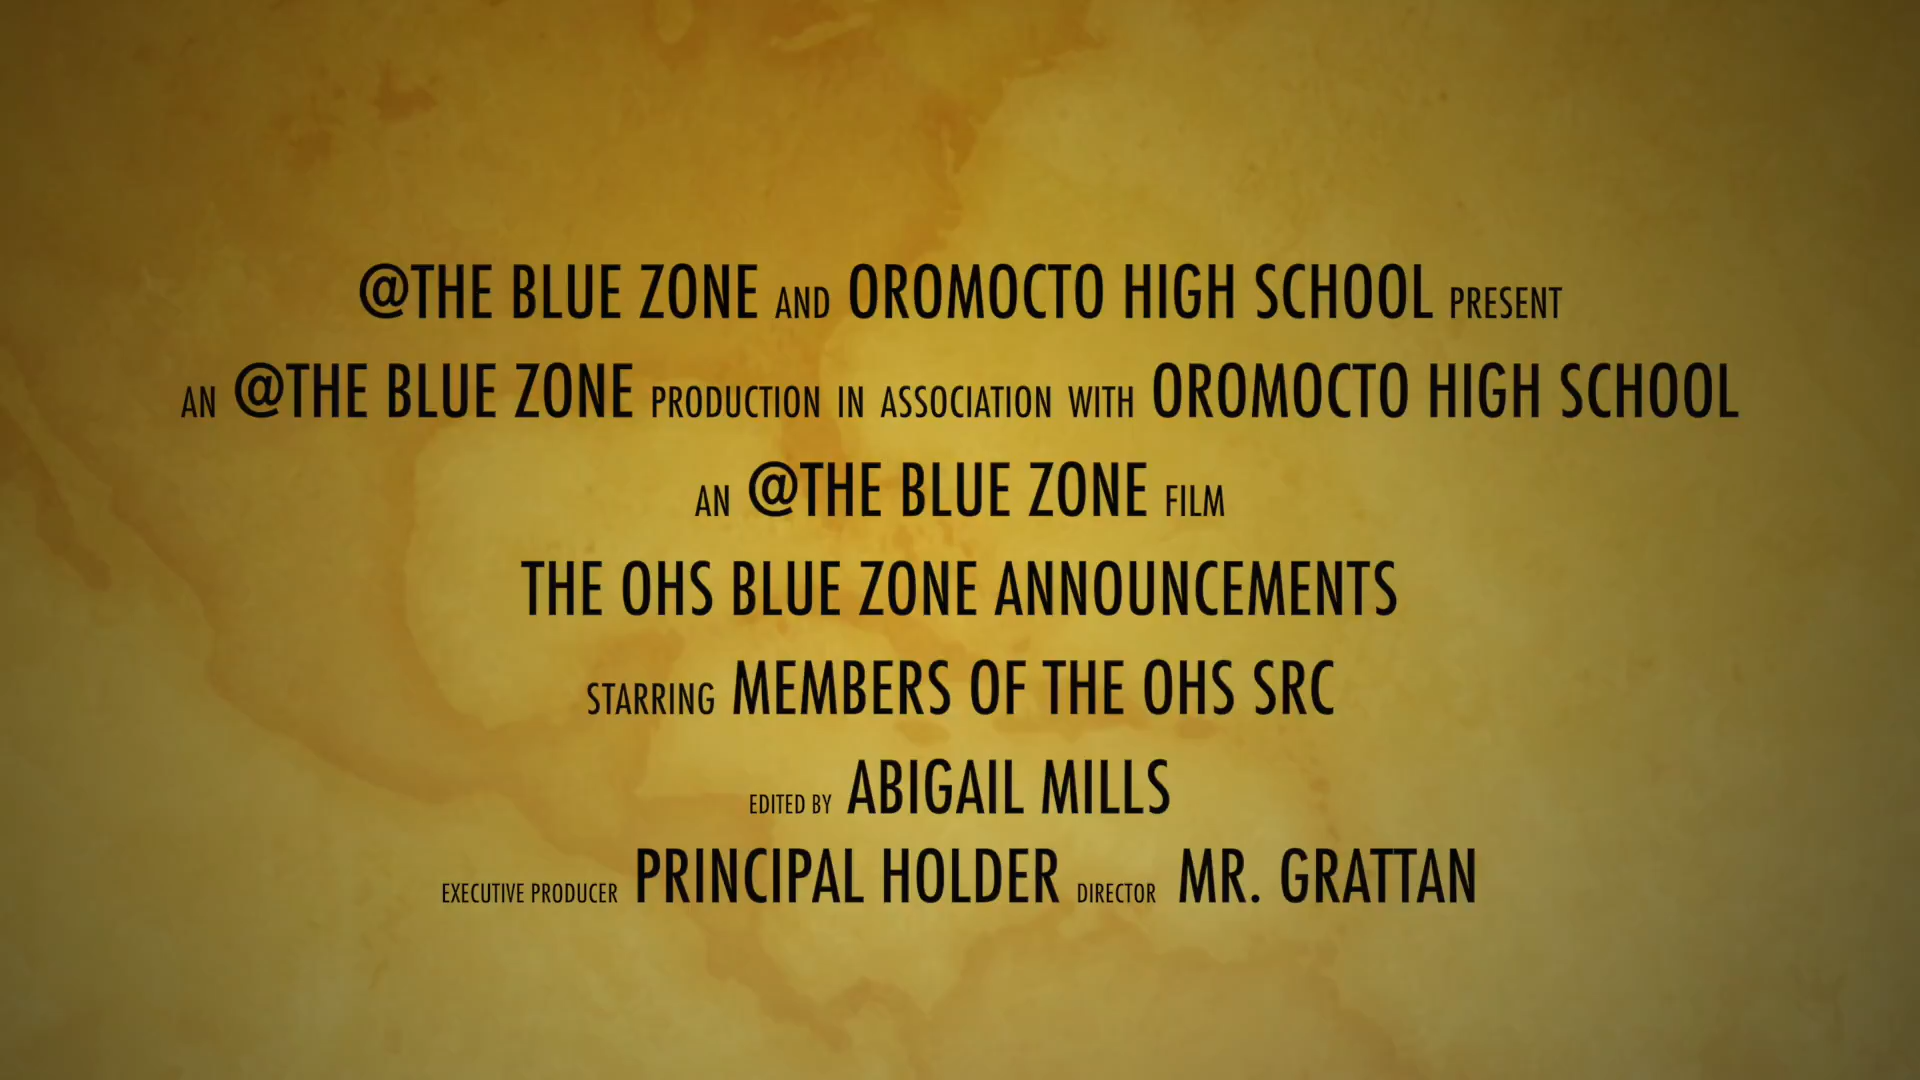 @THE BLUE ZONE AND OROMOCTO HIGH SCHOOL PRESENT
AN @THE BLUE ZONE PRODUCTION IN ASSOCIATION WITH OROMOCTO HIGH SCHOOL
AN @THE BLUE ZONE FILM
THE OHS BLUE ZONE ANNOUNCEMENTS
STARRING MEMBERS OF THE OHS SRC
EDITED BY ABIGAIL MILLS
EXECUTIVE PRODUCER PRINCIPAL HOLDER DIRECTOR MR. GRATTAN